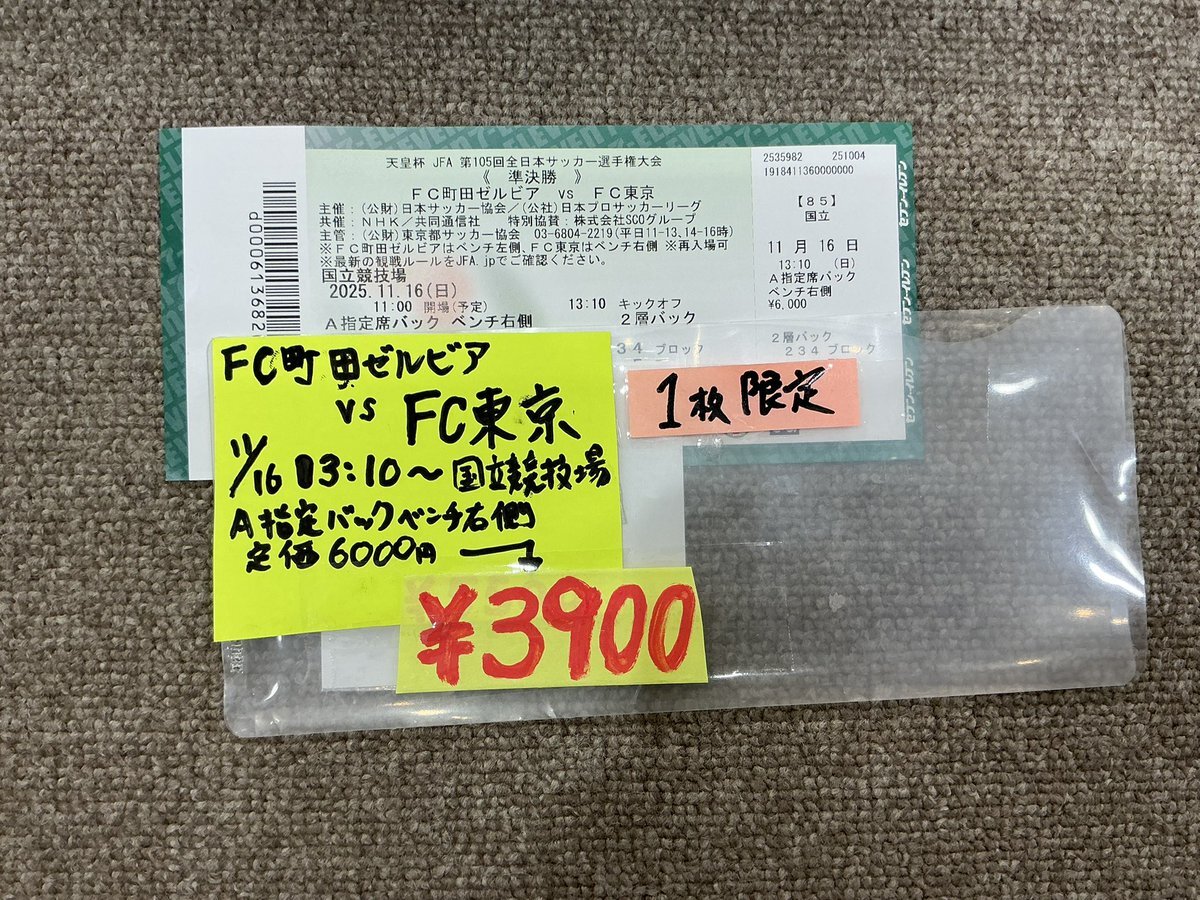 天皇杯 JFA 第105回全日本サッカー選手権大会
《 準決勝 》
FC町田ゼルビア vs FC東京
主催：(公財)日本サッカー協会／(公社)日本プロサッカーリーグ
共催：NHK／共同通信社 特別協賛：株式会社SCOグループ
主管：(公財)東京都サッカー協会 03-6804-2219(平日11-13、14-16時)
※FC町田ゼルビアはベンチ左側、FC東京はベンチ右側 ※再入場可
※最新の観戦ルールをJFA.jpでご確認ください。
国立競技場
2025.11.16(日)
11:00 開場(予定) 13:10 キックオフ
A指定席バック ベンチ右側 2層バック
34 ブロック
2535982 251004
1918411360000000
【85】
国立
11月16日
13:10 (日)
A指定席バック
ベンチ右側
¥6,000
2層バック
234 ブロック
d000613682
セブン-イレブン
FC町田ゼルビア
vs FC東京
11/16 13:10～国立競技場
A指定バックベンチ右側
定価6000円
1枚限定
¥3900